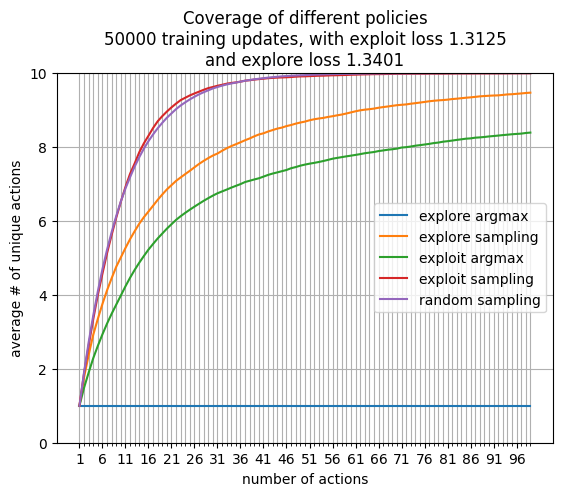 Coverage of different policies
50000 training updates, with exploit loss 1.3125
and explore loss 1.3401
10
8
6
4
2
0
average # of unique actions
explore argmax
explore sampling
exploit argmax
exploit sampling
random sampling
1 6 11 16 21 26 31 36 41 46 51 56 61 66 71 76 81 86 91 96
number of actions